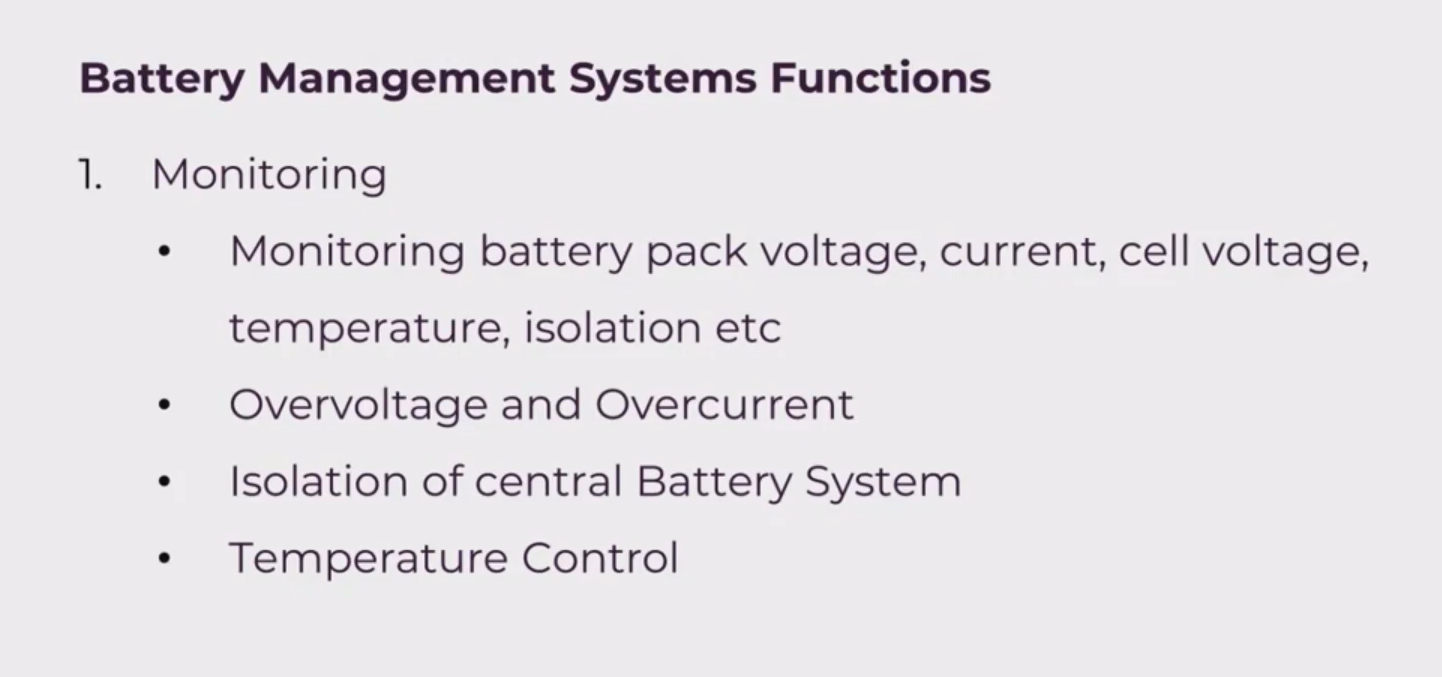 Battery Management Systems Functions
1. Monitoring
• Monitoring battery pack voltage, current, cell voltage,
temperature, isolation etc
• Overvoltage and Overcurrent
• Isolation of central Battery System
• Temperature Control